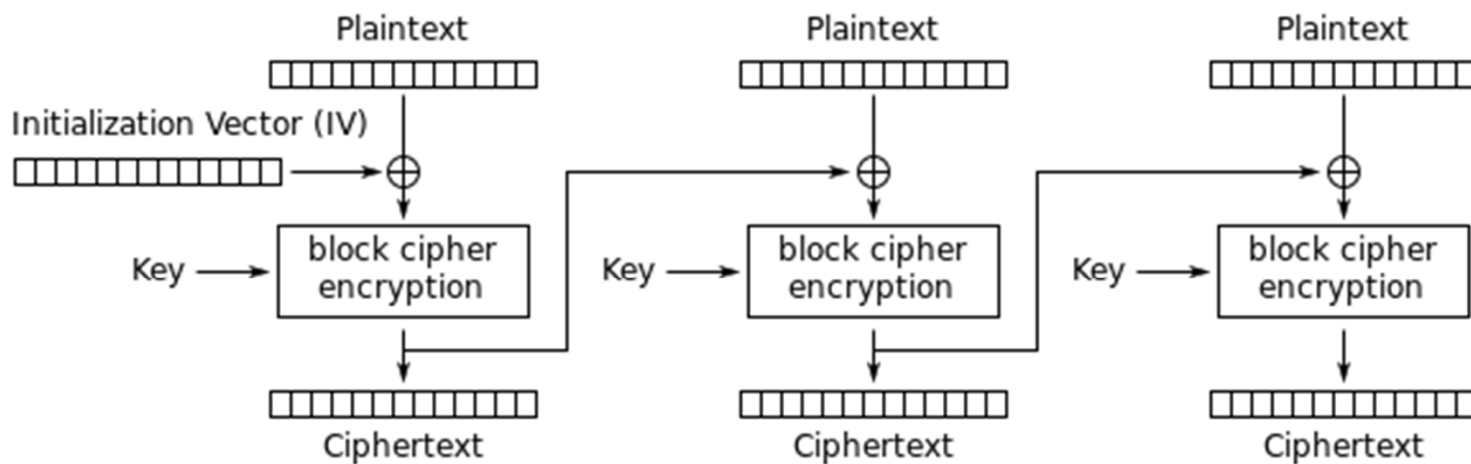 Plaintext
Plaintext
Plaintext
Initialization Vector (IV)
Key
block cipher
encryption
Key
block cipher
encryption
Key
block cipher
encryption
Ciphertext
Ciphertext
Ciphertext